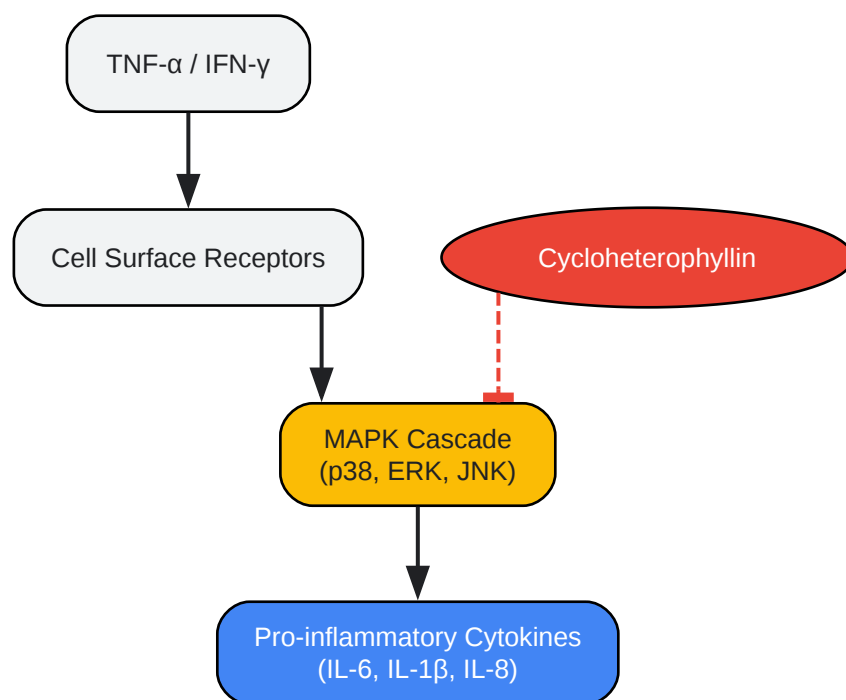 TNF-α / IFN-γ
Cell Surface Receptors
Cycloheterophyllin
MAPK Cascade
(p38, ERK, JNK)
Pro-inflammatory Cytokines
(IL-6, IL-1β, IL-8)